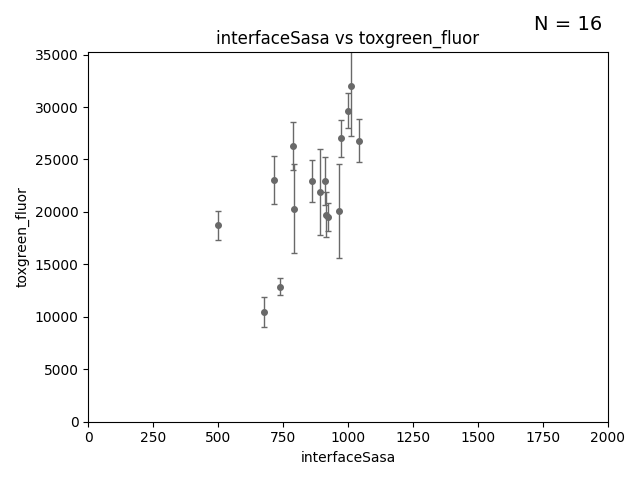 N = 16
interfaceSasa vs toxgreen_fluor
35000
30000
25000
20000
15000
10000
5000
0
toxgreen_fluor
0 250 500 750 1000 1250 1500 1750 2000
interfaceSasa